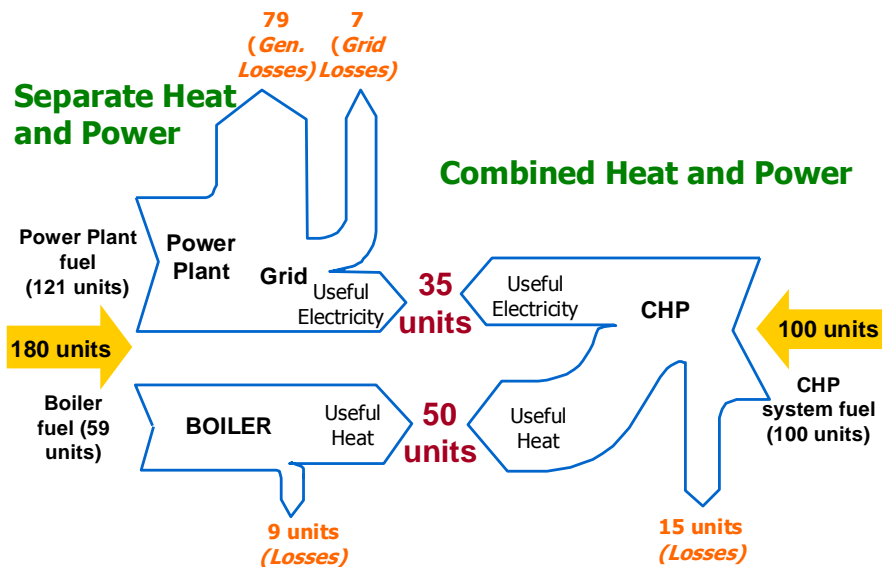 79
(Gen.
Losses)
7
(Grid
Losses)
Separate Heat
and Power
Combined Heat and Power
Power Plant
fuel
(121 units)
Power
Plant
Grid
Useful
Electricity
35
units
Useful
Electricity
CHP
180 units
100 units
Boiler
fuel (59
units)
BOILER
Useful
Heat
50
units
Useful
Heat
CHP
system fuel
(100 units)
9 units
(Losses)
15 units
(Losses)